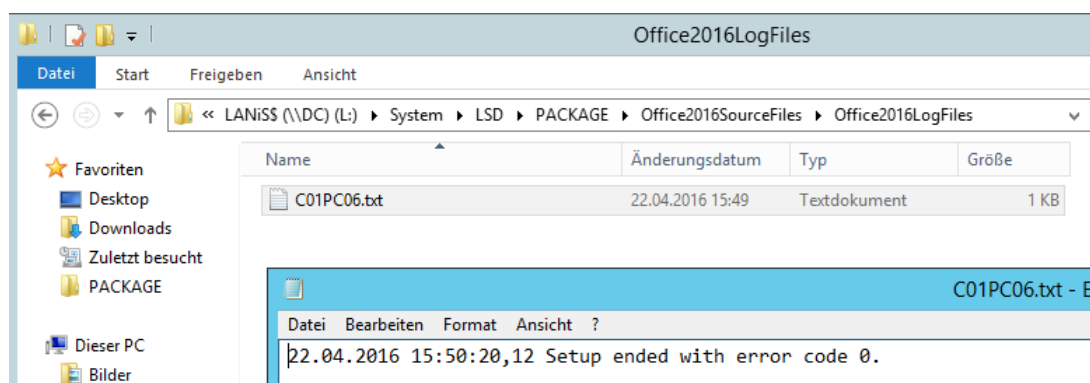 Office2016LogFiles
Datei Start Freigeben Ansicht
« LANiS$ (\\DC) (L:) ▸ System ▸ LSD ▸ PACKAGE ▸ Office2016SourceFiles ▸ Office2016LogFiles
Name Änderungsdatum Typ Größe
Favoriten
C01PC06.txt 22.04.2016 15:49 Textdokument 1 KB
Desktop
Downloads
Zuletzt besucht
PACKAGE
C01PC06.txt - E
Datei Bearbeiten Format Ansicht ?
Dieser PC
22.04.2016 15:50:20,12 Setup ended with error code 0.
Bilder